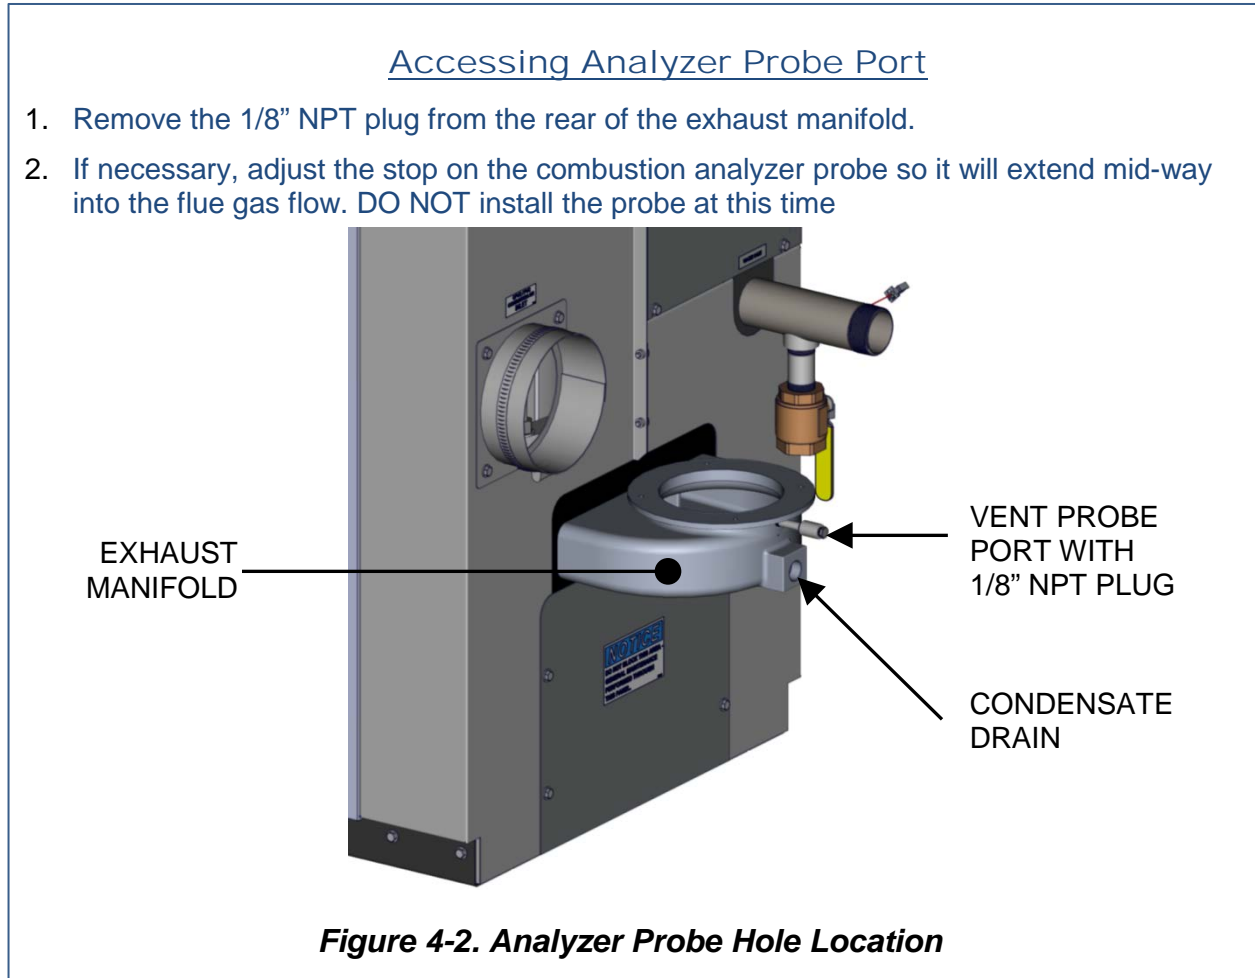 Accessing Analyzer Probe Port
1. Remove the 1/8” NPT plug from the rear of the exhaust manifold.
2. If necessary, adjust the stop on the combustion analyzer probe so it will extend mid-way
into the flue gas flow. DO NOT install the probe at this time
NOTICE!
EXHAUST
MANIFOLD
VENT PROBE
PORT WITH
1/8” NPT PLUG
CONDENSATE
DRAIN
Figure 4-2. Analyzer Probe Hole Location